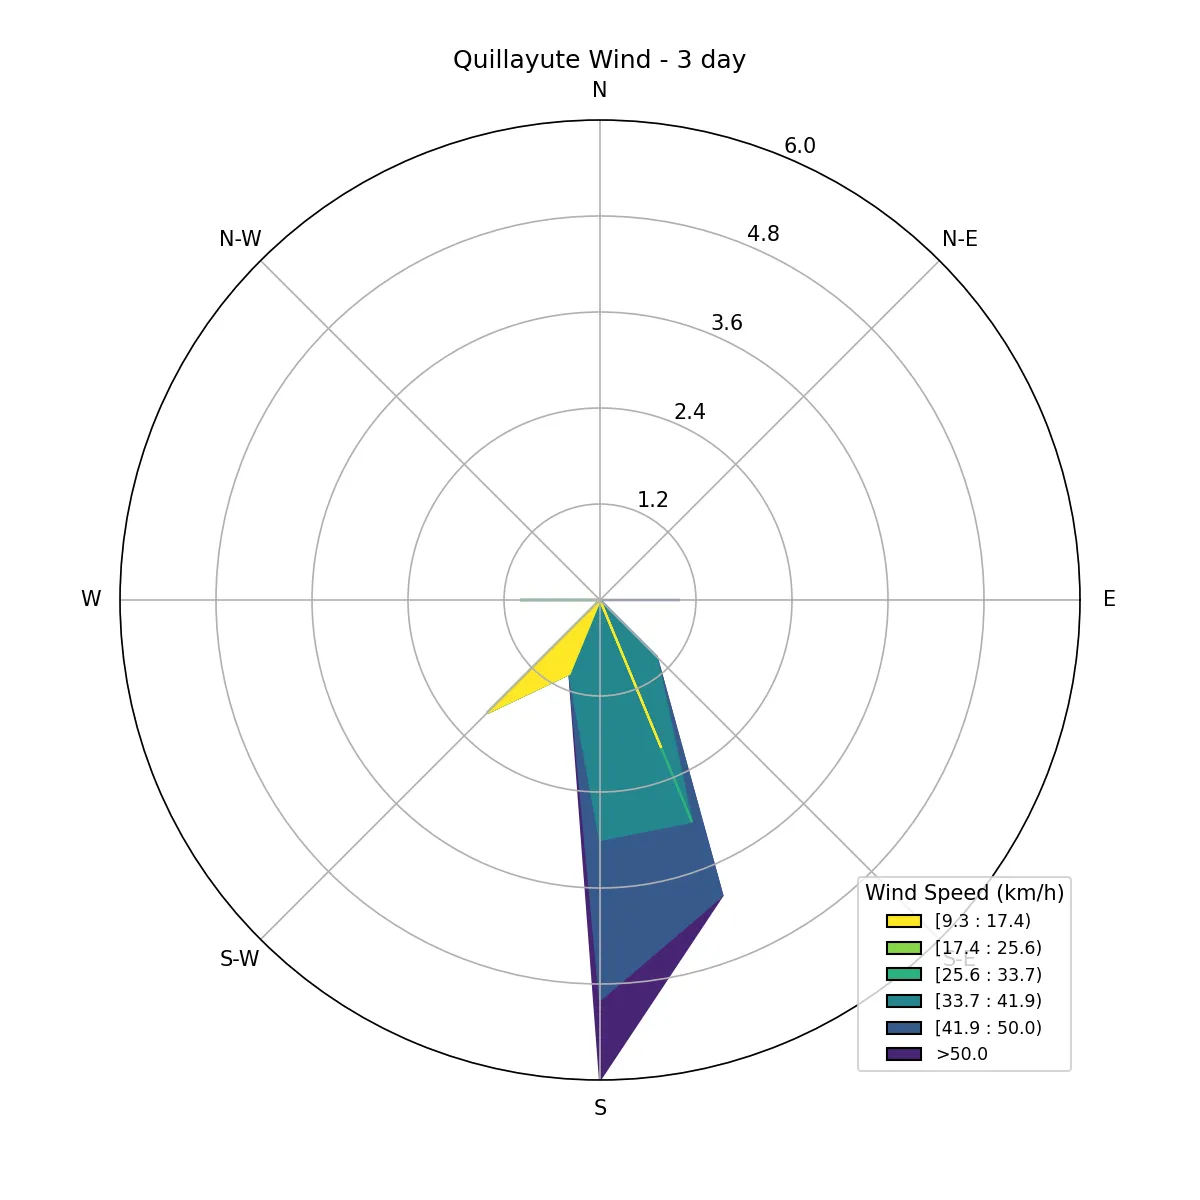 Quillayute Wind - 3 day
N
6.0
N-W
N-E
4.8
3.6
2.4
1.2
W
E
S-W
S-E
Wind Speed (km/h)
[9.3 : 17.4)
[17.4 : 25.6)
[25.6 : 33.7)
[33.7 : 41.9)
[41.9 : 50.0)
>50.0
S